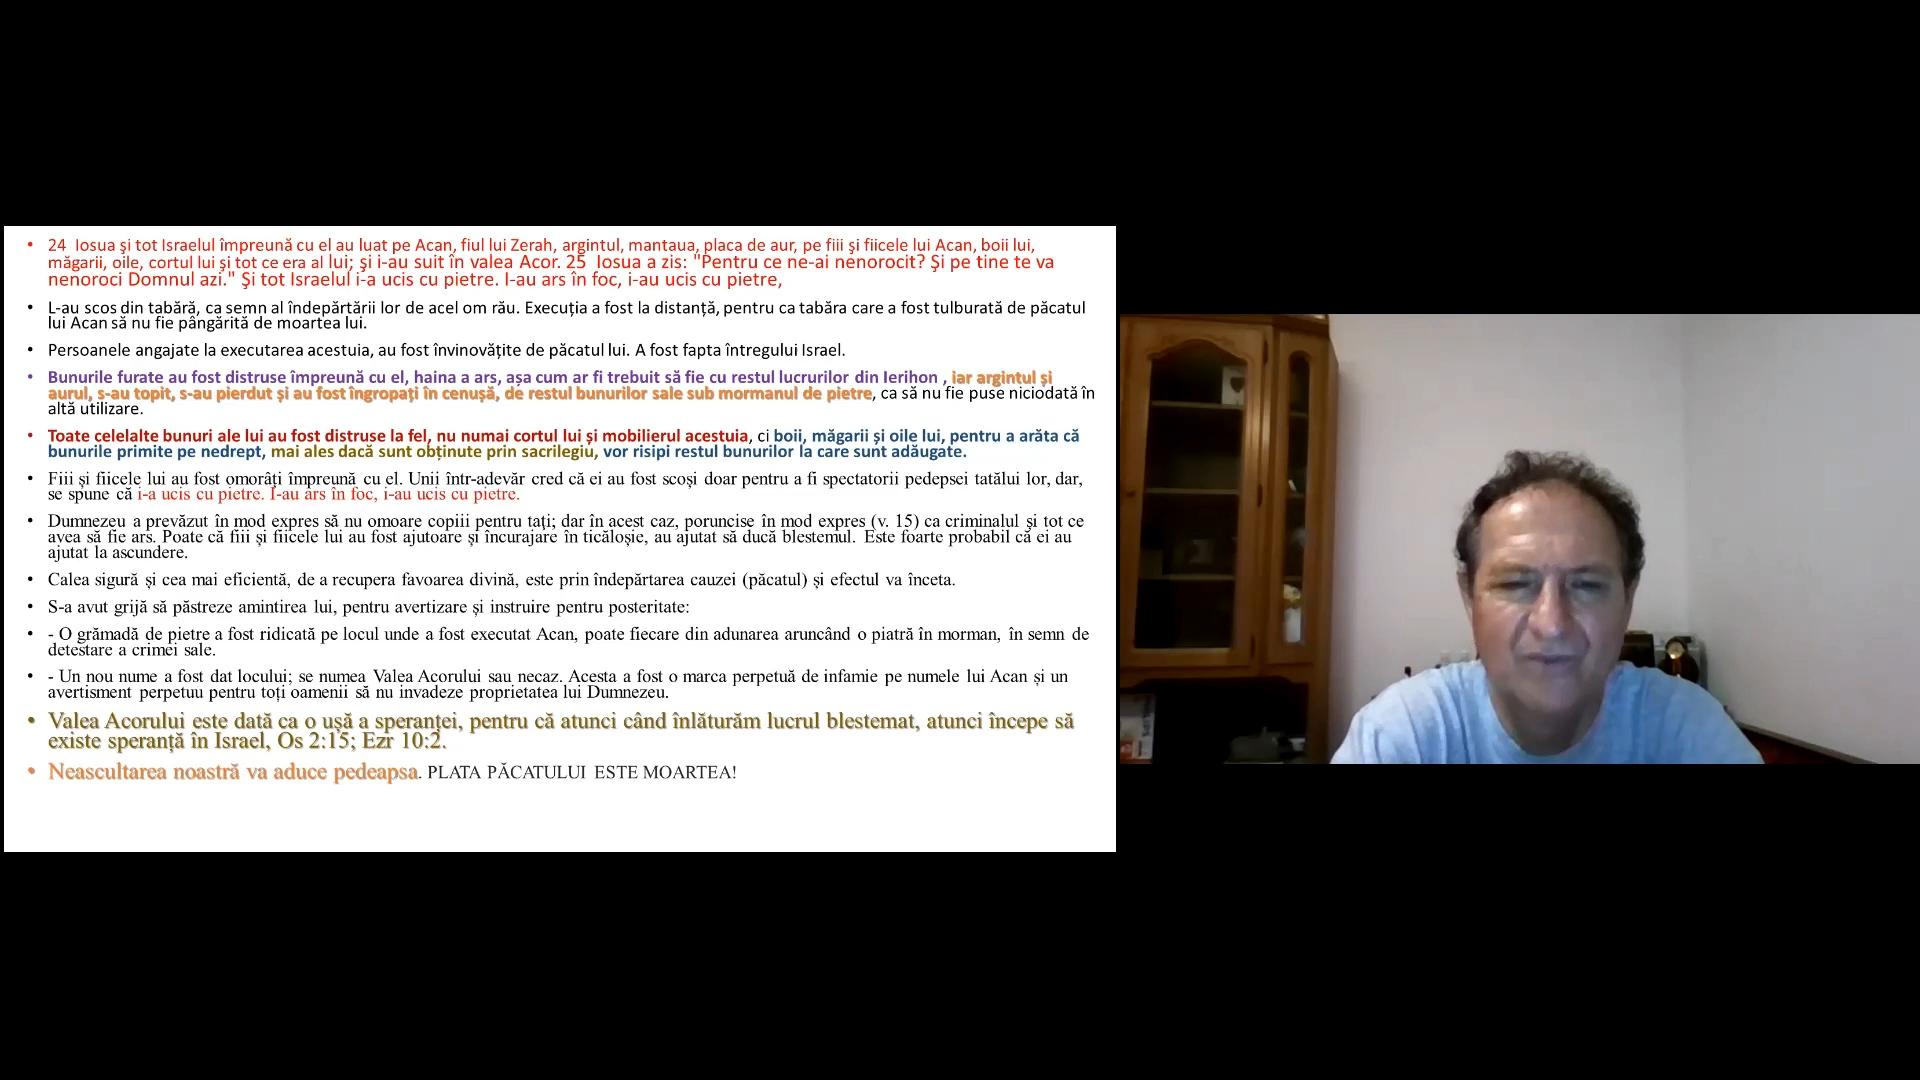 • 24 Iosua şi tot Israelul împreună cu el au luat pe Acan, fiul lui Zerah, argintul, mantaua, placa de aur, pe fiii şi fiicele lui Acan, boii lui,
măgarii, oile, cortul lui şi tot ce era al lui; şi i-au suit în valea Acor. 25 Iosua a zis: "Pentru ce ne-ai nenorocit? Şi pe tine te va
nenoroci Domnul azi." Şi tot Israelul i-a ucis cu pietre. I-au ars în foc, i-au ucis cu pietre,
• L-au scos din tabără, ca semn al îndepărtării lor de acel om rău. Execuția a fost la distanță, pentru ca tabăra care a fost tulburată de păcatul
lui Acan să nu fie pângărită de moartea lui.
• Persoanele angajate la executarea acestuia, au fost învinovățite de păcatul lui. A fost fapta întregului Israel.
• Bunurile furate au fost distruse împreună cu el, haina a ars, așa cum ar fi trebuit să fie cu restul lucrurilor din Ierihon , iar argintul și
aurul, s-au topit, s-au pierdut și au fost îngropați în cenușă, de restul bunurilor sale sub mormanul de pietre, ca să nu fie puse niciodată în
altă utilizare.
• Toate celelalte bunuri ale lui au fost distruse la fel, nu numai cortul lui și mobilierul acestuia, ci boii, măgarii și oile lui, pentru a arăta că
bunurile primite pe nedrept, mai ales dacă sunt obținute prin sacrilegiu, vor risipi restul bunurilor la care sunt adăugate.
• Fiii și fiicele lui au fost omorâți împreună cu el. Unii într-adevăr cred că ei au fost scoși doar pentru a fi spectatorii pedepsei tatălui lor, dar,
se spune că i-a ucis cu pietre. I-au ars în foc, i-au ucis cu pietre.
• Dumnezeu a prevăzut în mod expres să nu omoare copiii pentru taţi; dar în acest caz, poruncise în mod expres (v. 15) ca criminalul şi tot ce
avea să fie ars. Poate că fiii și fiicele lui au fost ajutoare și încurajare în ticăloșie, au ajutat să ducă blestemul. Este foarte probabil că ei au
ajutat la ascundere.
• Calea sigură și cea mai eficientă, de a recupera favoarea divină, este prin îndepărtarea cauzei (păcatul) și efectul va înceta.
• S-a avut grijă să păstreze amintirea lui, pentru avertizare și instruire pentru posteritate:
• - O grămadă de pietre a fost ridicată pe locul unde a fost executat Acan, poate fiecare din adunarea aruncând o piatră în morman, în semn de
detestare a crimei sale.
• - Un nou nume a fost dat locului; se numea Valea Acorului sau necaz. Acesta a fost o marca perpetuă de infamie pe numele lui Acan și un
avertisment perpetuu pentru toți oamenii să nu invadeze proprietatea lui Dumnezeu.
• Valea Acorului este dată ca o ușă a speranței, pentru că atunci când înlăturăm lucrul blestemat, atunci începe să
existe speranță în Israel, Os 2:15; Ezr 10:2.
• Neascultarea noastră va aduce pedeapsa. PLATA PĂCATULUI ESTE MOARTEA!